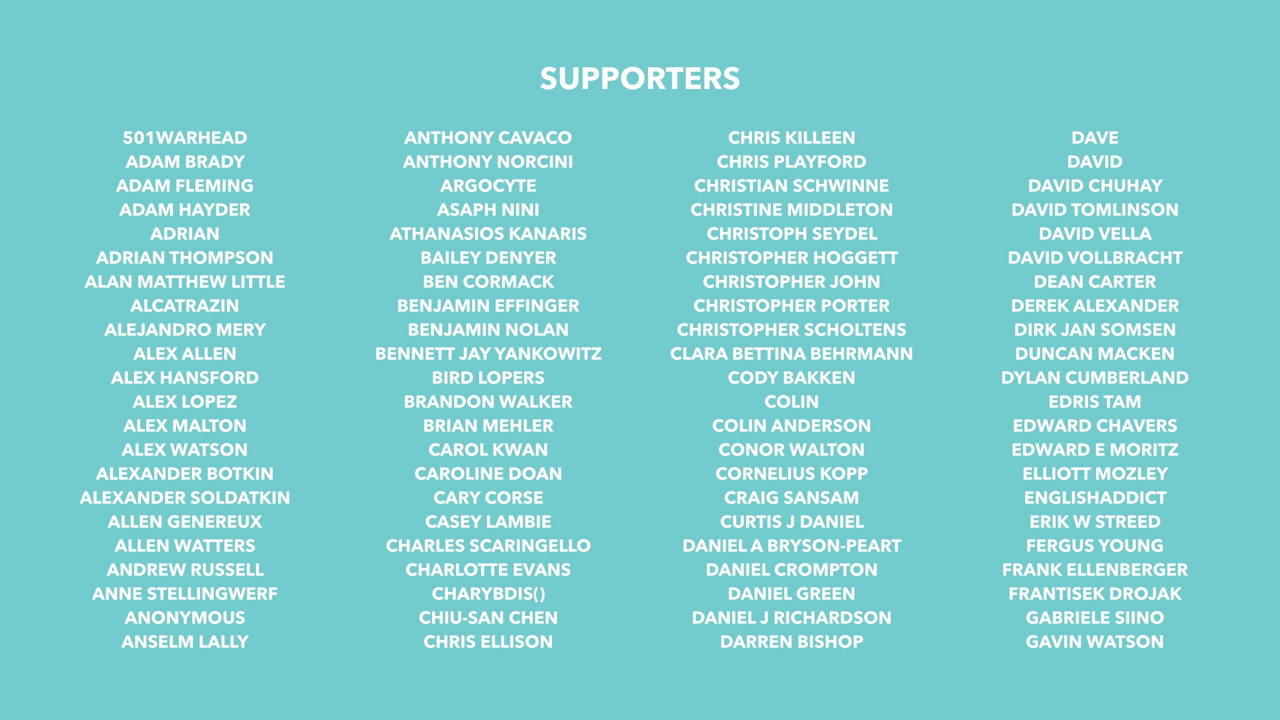 SUPPORTERS
501WARHEAD
ADAM BRADY
ADAM FLEMING
ADAM HAYDER
ADRIAN
ADRIAN THOMPSON
ALAN MATTHEW LITTLE
ALCATRAZIN
ALEJANDRO MERY
ALEX ALLEN
ALEX HANSFORD
ALEX LOPEZ
ALEX MALTON
ALEX WATSON
ALEXANDER BOTKIN
ALEXANDER SOLDATKIN
ALLEN GENEREUX
ALLEN WATTERS
ANDREW RUSSELL
ANNE STELLINGWERF
ANONYMOUS
ANSELM LALLY
ANTHONY CAVACO
ANTHONY NORCINI
ARGOCYTE
ASAPH NINI
ATHANASIOS KANARIS
BAILEY DENYER
BEN CORMACK
BENJAMIN EFFINGER
BENJAMIN NOLAN
BENNETT JAY YANKOWITZ
BIRD LOPERS
BRANDON WALKER
BRIAN MEHLER
CAROL KWAN
CAROLINE DOAN
CARY CORSE
CASEY LAMBIE
CHARLES SCARINGELLO
CHARLOTTE EVANS
CHARYBDIS()
CHIU-SAN CHEN
CHRIS ELLISON
CHRIS KILLEEN
CHRIS PLAYFORD
CHRISTIAN SCHWINNE
CHRISTINE MIDDLETON
CHRISTOPH SEYDEL
CHRISTOPHER HOGGETT
CHRISTOPHER JOHN
CHRISTOPHER PORTER
CHRISTOPHER SCHOLTENS
CLARA BETTINA BEHRMANN
CODY BAKKEN
COLIN
COLIN ANDERSON
CONOR WALTON
CORNELIUS KOPP
CRAIG SANSAM
CURTIS J DANIEL
DANIEL A BRYSON-PEART
DANIEL CROMPTON
DANIEL GREEN
DANIEL J RICHARDSON
DARREN BISHOP
DAVE
DAVID
DAVID CHUHAY
DAVID TOMLINSON
DAVID VELLA
DAVID VOLLBRACHT
DEAN CARTER
DEREK ALEXANDER
DIRK JAN SOMSEN
DUNCAN MACKEN
DYLAN CUMBERLAND
EDRIS TAM
EDWARD CHAVERS
EDWARD E MORITZ
ELLIOTT MOZLEY
ENGLISHADDICT
ERIK W STREED
FERGUS YOUNG
FRANK ELLENBERGER
FRANTISEK DROJAK
GABRIELE SIINO
GAVIN WATSON